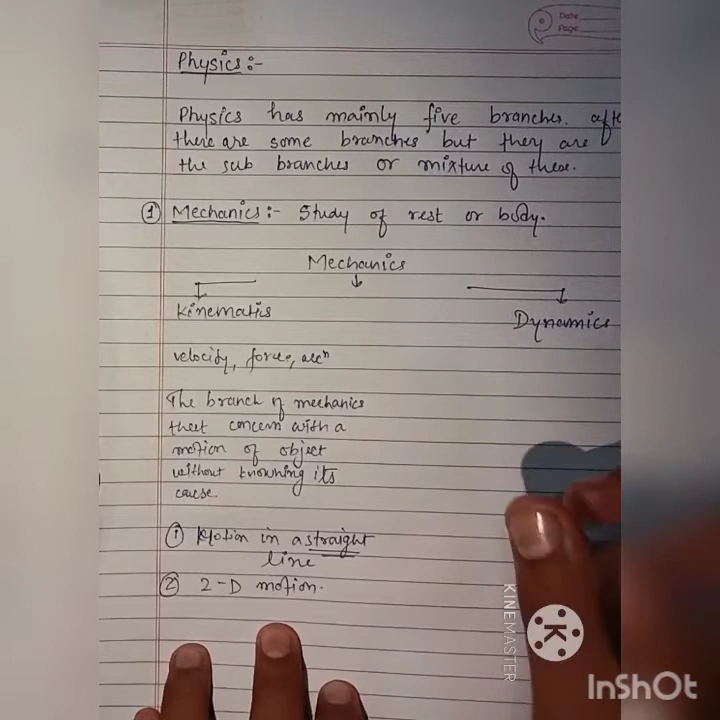 Date
Page
Physics :-
Physics has mainly five branches. afte
there are some branches but they are
the sub branches or mixture of these.
① Mechanics :- Study of rest or body.
Mechanics
Kinematics
Dynamics
velocity, force, accⁿ
The branch of mechanics
that concern with a
motion of object
without knowning its
cause.
① Motion in a straight
line
② 2-D motion.
KINEMASTER
InShOt